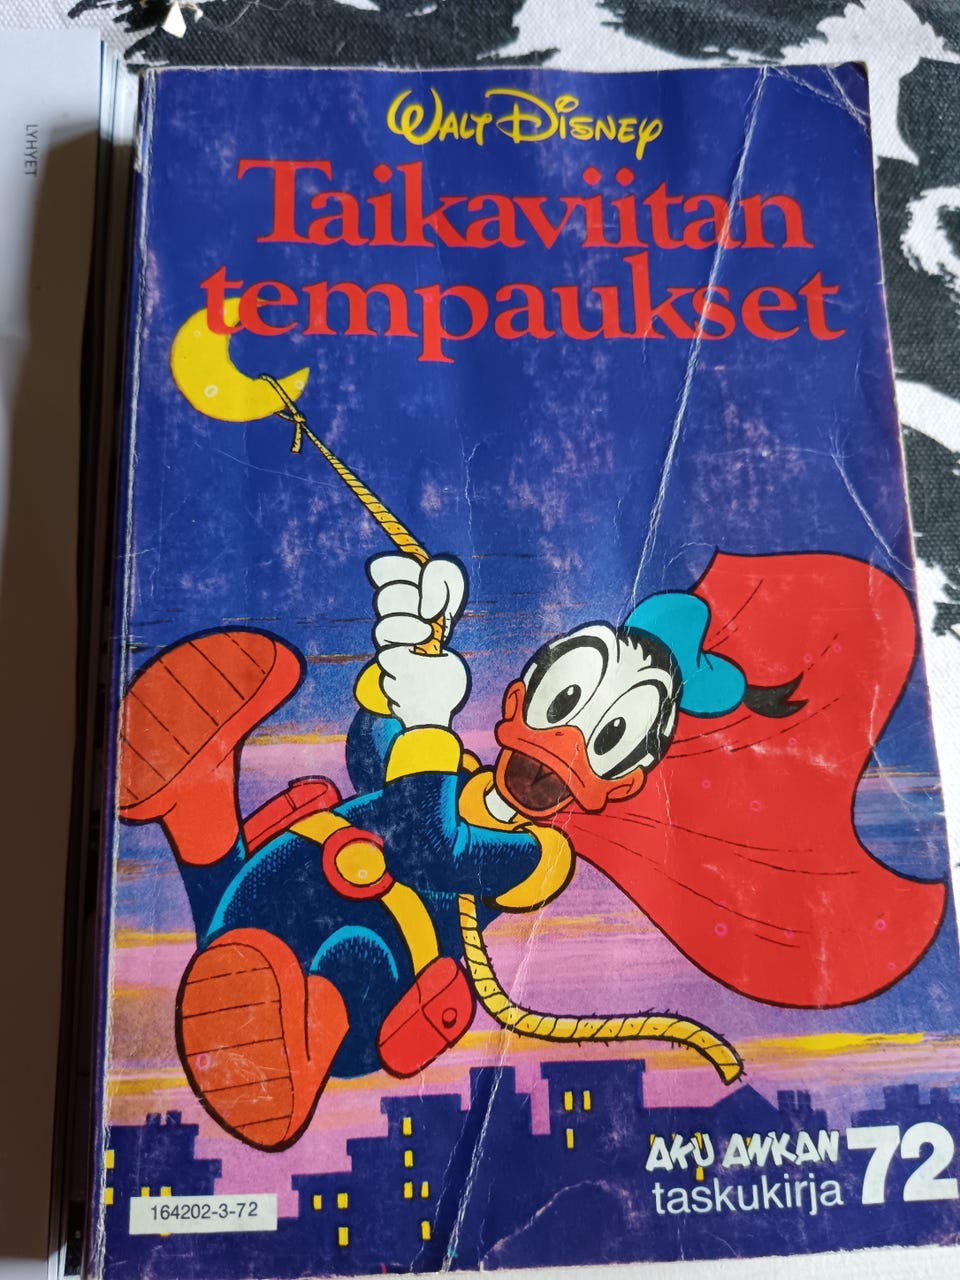 LYHYET
WALT DISNEY
Taikaviitan
tempaukset
AKU ANKAN
taskukirja 72
164202-3-72